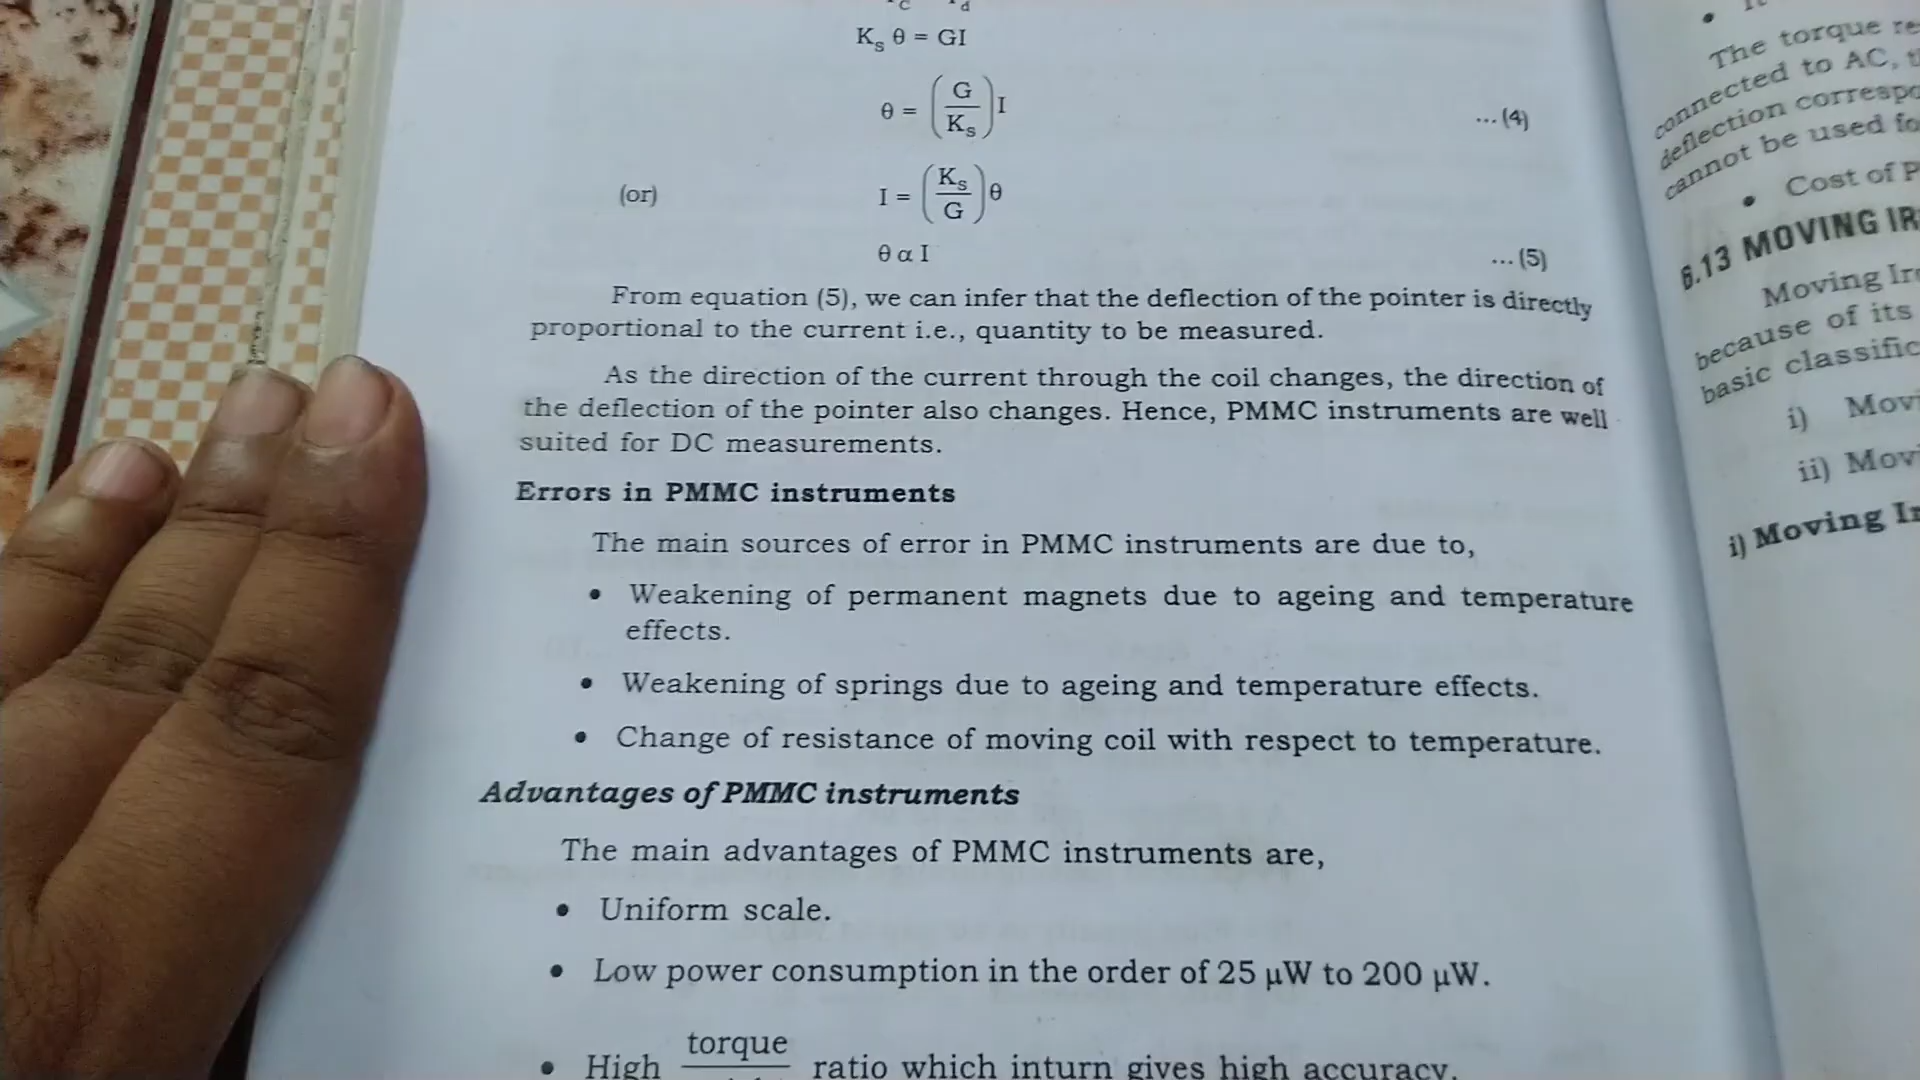 K_s θ = GI
θ = (G/K_s) I ... (4)
(or) I = (K_s/G) θ
θ α I ... (5)
From equation (5), we can infer that the deflection of the pointer is directly
proportional to the current i.e., quantity to be measured.
As the direction of the current through the coil changes, the direction of
the deflection of the pointer also changes. Hence, PMMC instruments are well
suited for DC measurements.
Errors in PMMC instruments
The main sources of error in PMMC instruments are due to,
• Weakening of permanent magnets due to ageing and temperature
effects.
• Weakening of springs due to ageing and temperature effects.
• Change of resistance of moving coil with respect to temperature.
Advantages of PMMC instruments
The main advantages of PMMC instruments are,
• Uniform scale.
• Low power consumption in the order of 25 μW to 200 μW.
• High torque ratio which inturn gives high accuracy.
The torque
connected to AC,
deflection
cannot be used
• Cost of
6.13 MOVING
Moving
because of its
basic
i)
ii)
i) Moving